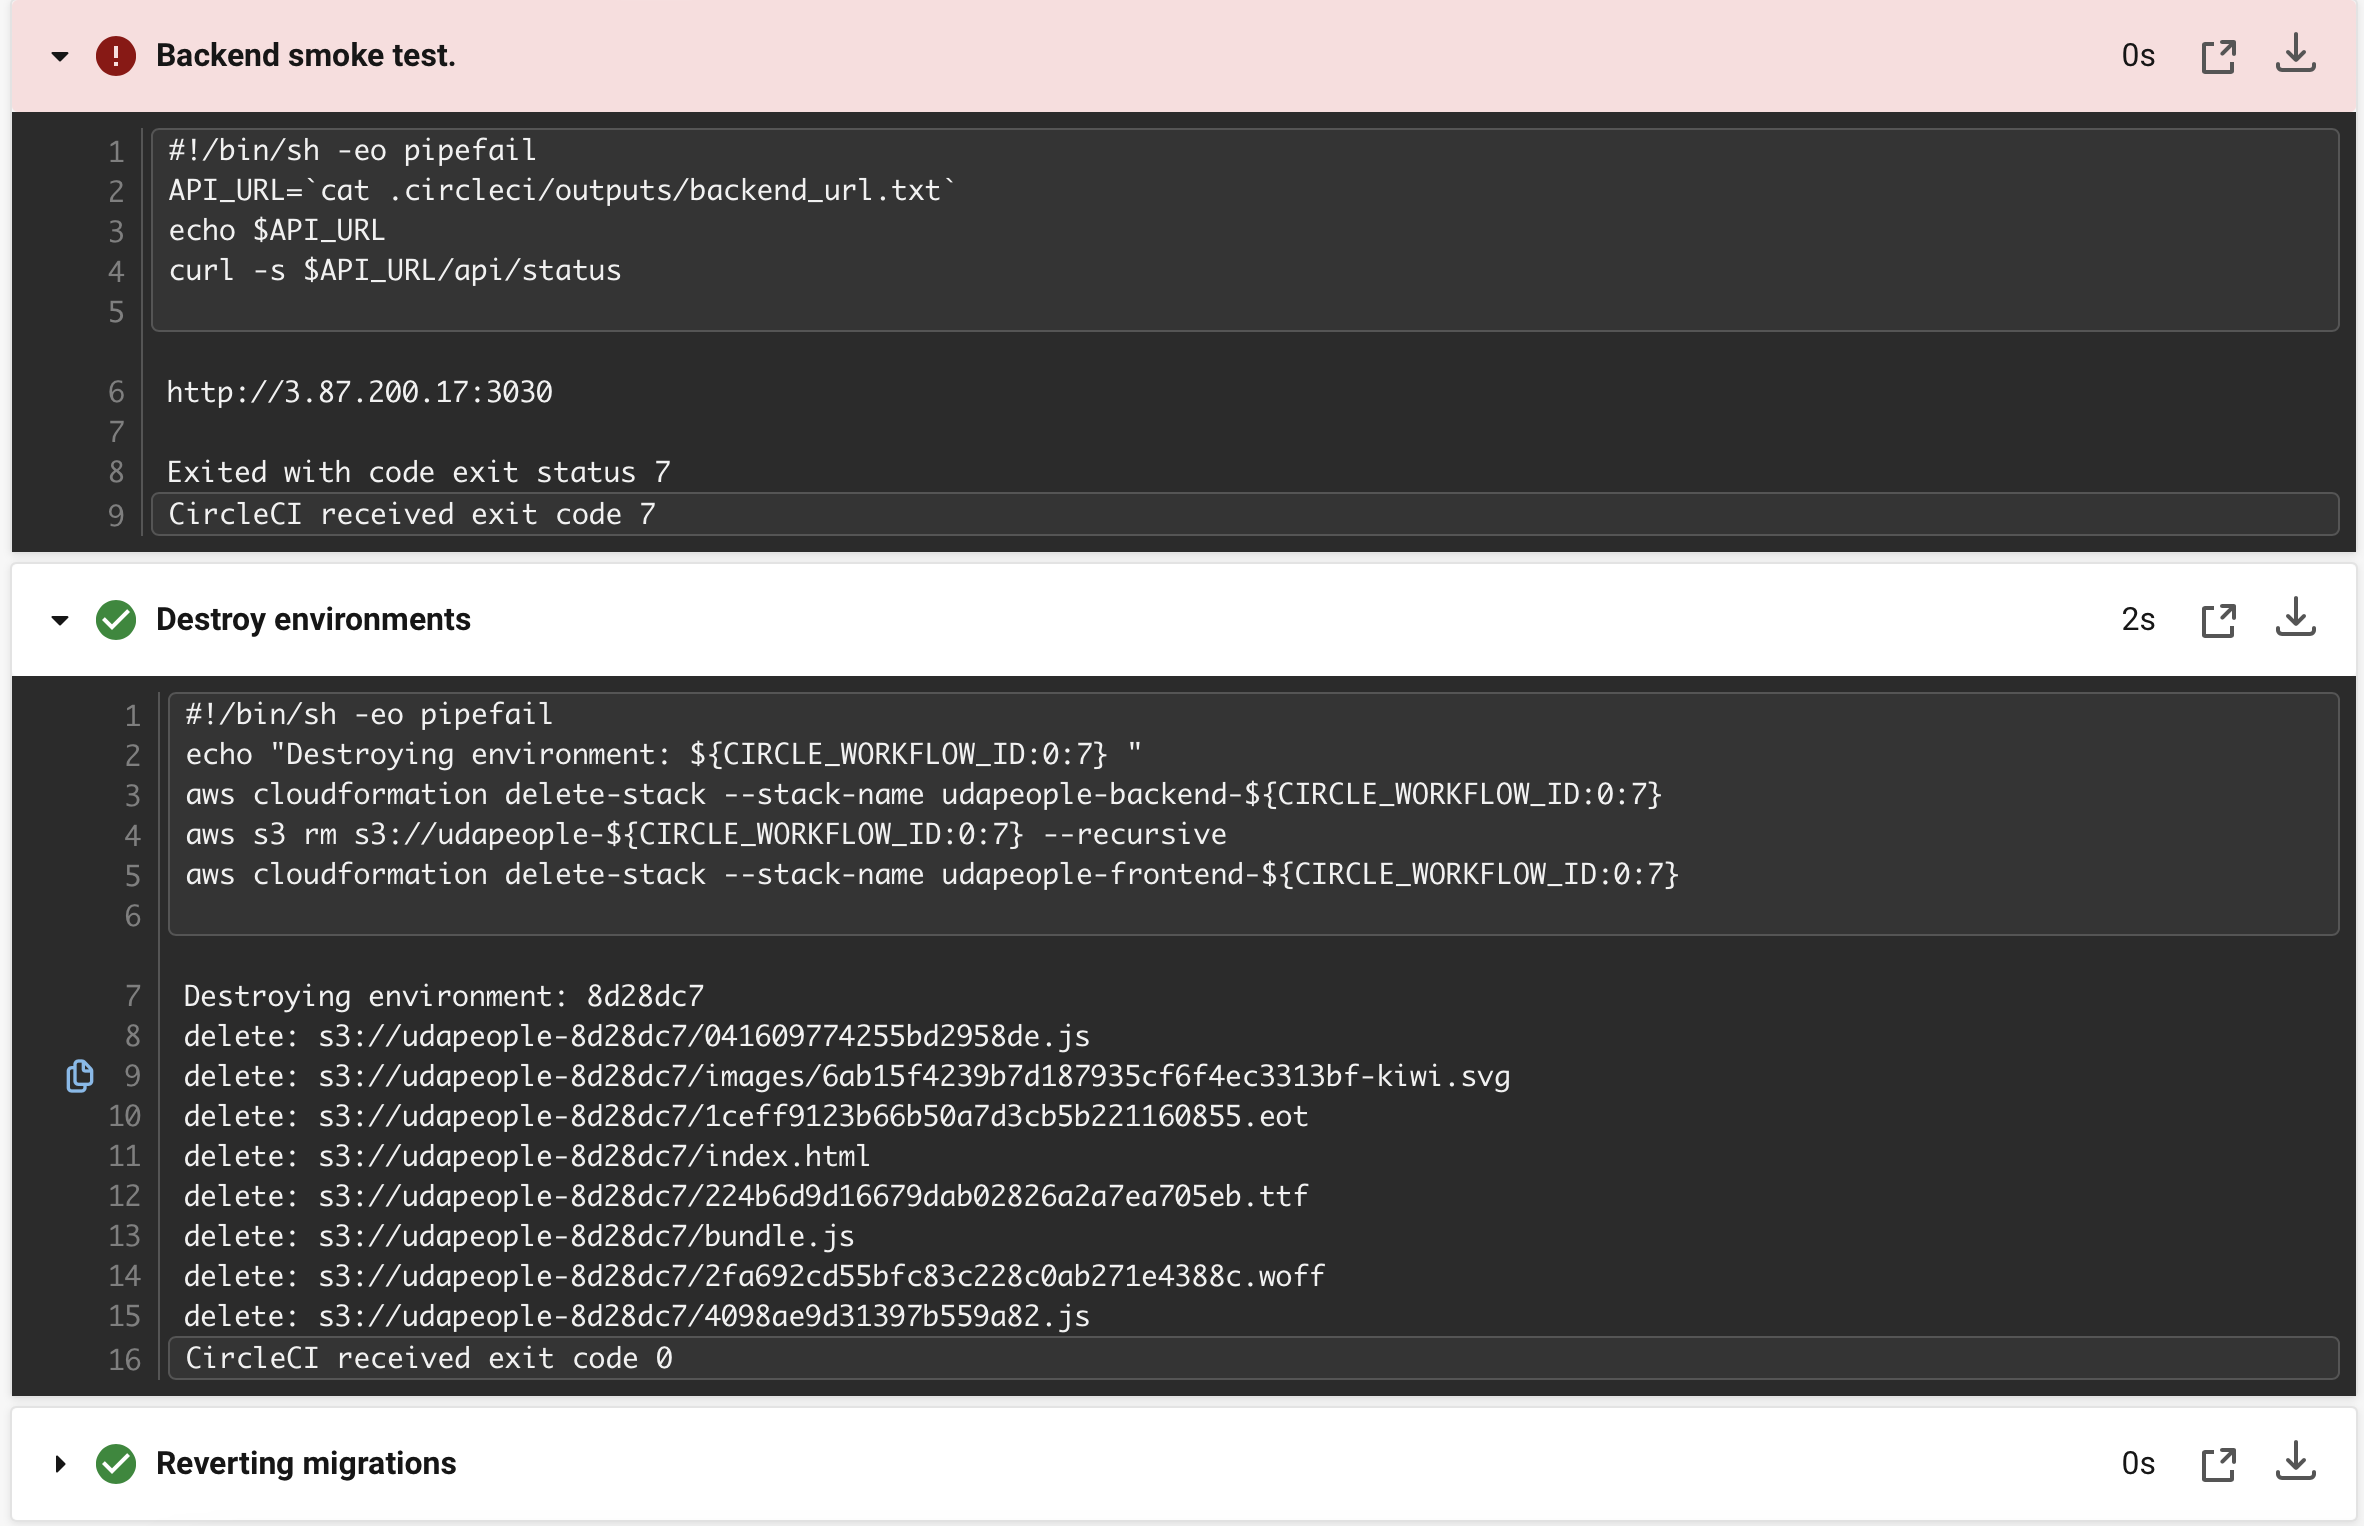 Backend smoke test.
0s
1 #!/bin/sh -eo pipefail
2 API_URL=`cat .circleci/outputs/backend_url.txt`
3 echo $API_URL
4 curl -s $API_URL/api/status
5
6 http://3.87.200.17:3030
7
8 Exited with code exit status 7
9 CircleCI received exit code 7
Destroy environments
2s
1 #!/bin/sh -eo pipefail
2 echo "Destroying environment: ${CIRCLE_WORKFLOW_ID:0:7} "
3 aws cloudformation delete-stack --stack-name udapeople-backend-${CIRCLE_WORKFLOW_ID:0:7}
4 aws s3 rm s3://udapeople-${CIRCLE_WORKFLOW_ID:0:7} --recursive
5 aws cloudformation delete-stack --stack-name udapeople-frontend-${CIRCLE_WORKFLOW_ID:0:7}
6
7 Destroying environment: 8d28dc7
8 delete: s3://udapeople-8d28dc7/041609774255bd2958de.js
9 delete: s3://udapeople-8d28dc7/images/6ab15f4239b7d187935cf6f4ec3313bf-kiwi.svg
10 delete: s3://udapeople-8d28dc7/1ceff9123b66b50a7d3cb5b221160855.eot
11 delete: s3://udapeople-8d28dc7/index.html
12 delete: s3://udapeople-8d28dc7/224b6d9d16679dab02826a2a7ea705eb.ttf
13 delete: s3://udapeople-8d28dc7/bundle.js
14 delete: s3://udapeople-8d28dc7/2fa692cd55bfc83c228c0ab271e4388c.woff
15 delete: s3://udapeople-8d28dc7/4098ae9d31397b559a82.js
16 CircleCI received exit code 0
Reverting migrations
0s